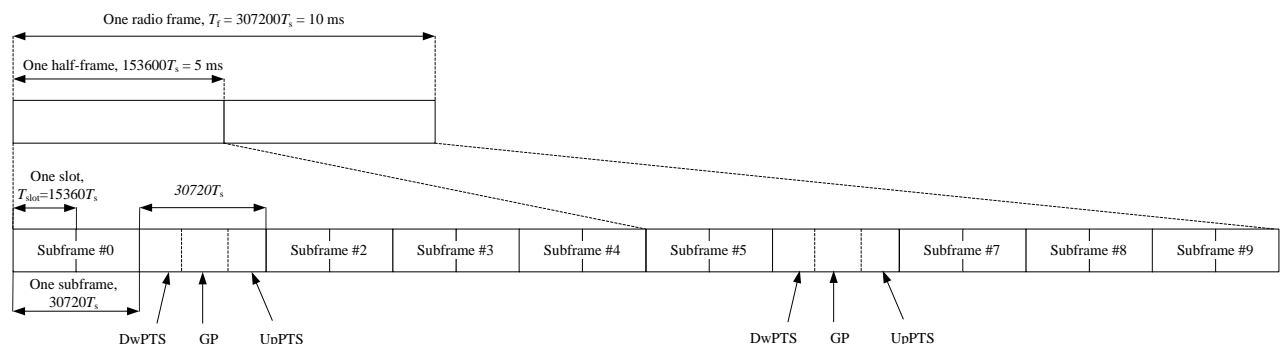 One radio frame, Tf = 307200Ts = 10 ms
One half-frame, 153600Ts = 5 ms
One slot,
Tslot=15360Ts
30720Ts
Subframe #0
Subframe #2
Subframe #3
Subframe #4
Subframe #5
Subframe #7
Subframe #8
Subframe #9
One subframe,
30720Ts
DwPTS
GP
UpPTS
DwPTS
GP
UpPTS